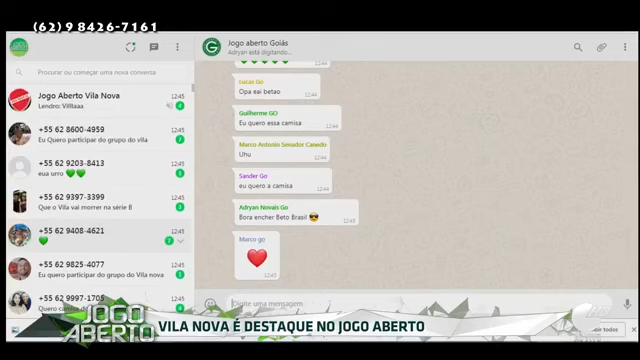 (62) 9 8426-7161
Jogo aberto Goiás
Adryan está digitando...
Procurar ou começar uma nova conversa
Jogo Aberto Vila Nova
12:45
Lendro: Villlaaa
4
+55 62 8600-4959
12:45
Eu Quero participar do grupo do vila
+55 62 9203-8413
12:45
eua urro
+55 62 9397-3399
12:45
Que o Vila vai morrer na série B
+55 62 9408-4621
12:45
+55 62 9825-4077
12:45
Eu quero participar do grupo do Vila nova
+55 62 9997-1705
12:45
Lucas Go
Opa eai betao
12:44
Guilherme GO
Eu quero essa camisa
12:44
Marco Antonio Senador Canedo
Uhu
12:44
Sander Go
eu quero a camisa
12:44
Adryan Novais Go
Bora encher Beto Brasil
12:45
Marco go
12:45
Digite uma mensagem
JOGO
ABERTO
VILA NOVA É DESTAQUE NO JOGO ABERTO